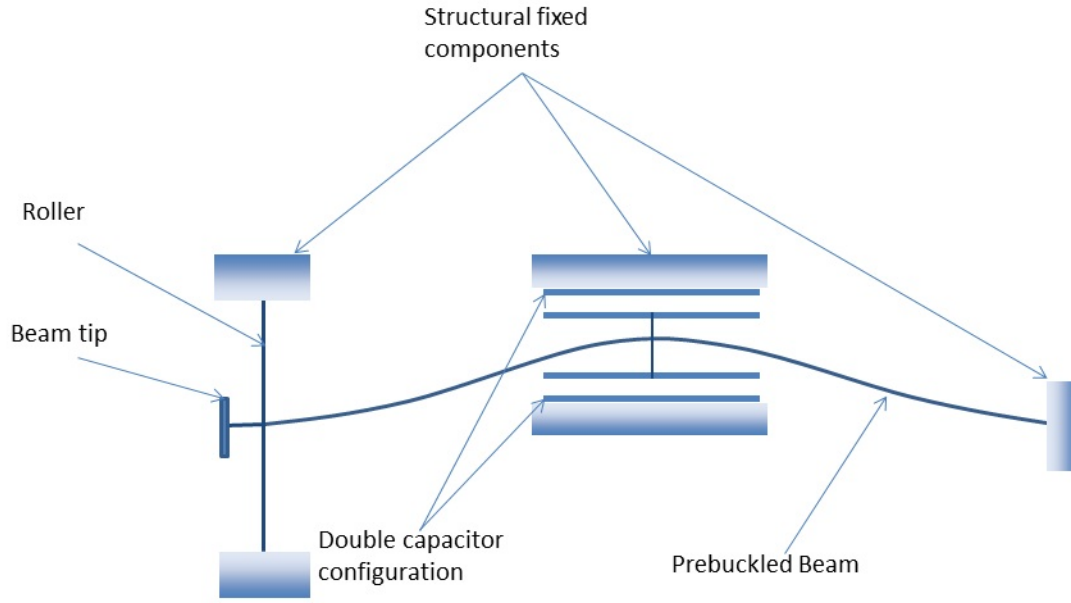 Structural fixed
components
Roller
Beam tip
Double capacitor
configuration
Prebuckled Beam